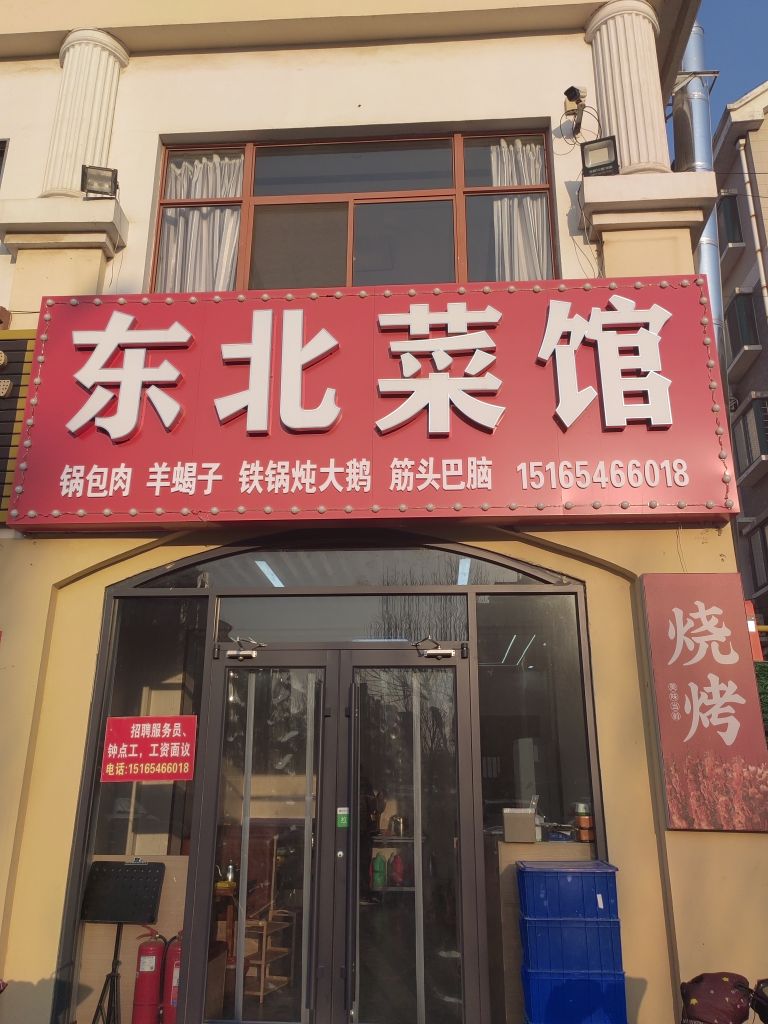 东北菜馆
锅包肉 羊蝎子 铁锅炖大鹅 筋头巴脑 15165466018
烧烤
招聘服务员、
钟点工，工资面议
电话:15165466018